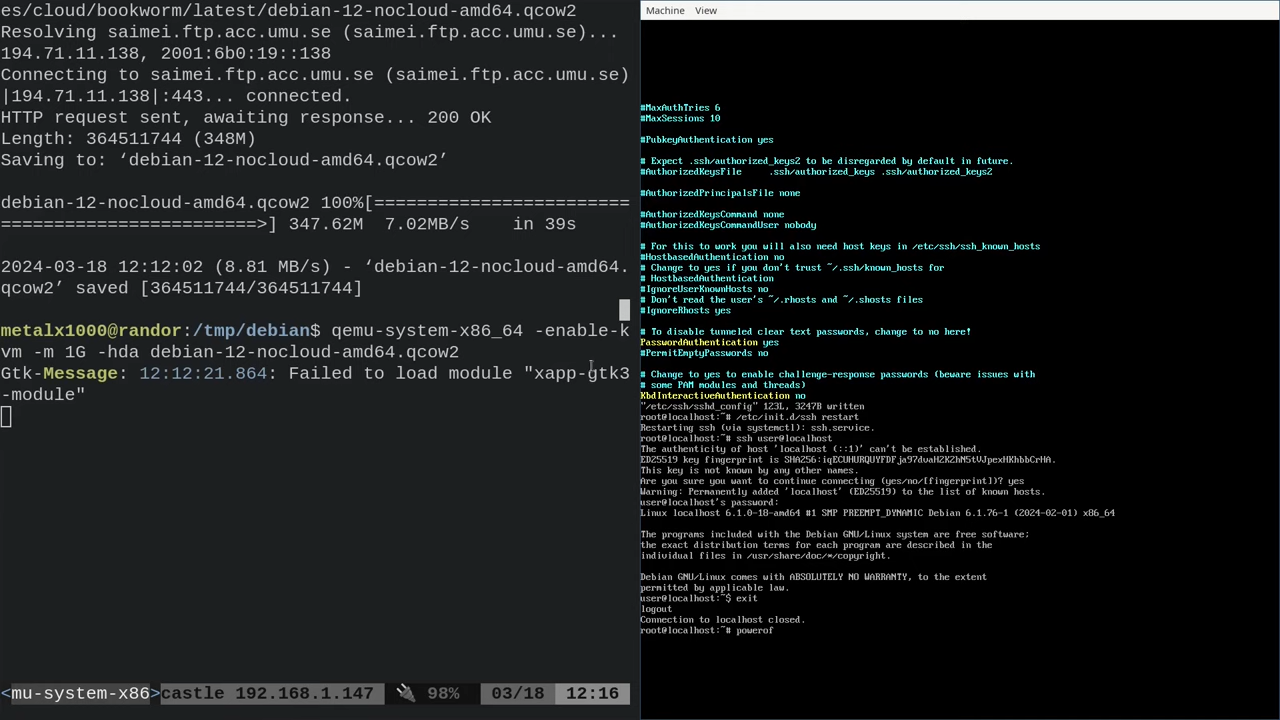 es/cloud/bookworm/latest/debian-12-nocloud-amd64.qcow2
Resolving saimei.ftp.acc.umu.se (saimei.ftp.acc.umu.se)...
194.71.11.138, 2001:6b0:19::138
Connecting to saimei.ftp.acc.umu.se (saimei.ftp.acc.umu.se)
|194.71.11.138|:443... connected.
HTTP request sent, awaiting response... 200 OK
Length: 364511744 (348M)
Saving to: ‘debian-12-nocloud-amd64.qcow2’
debian-12-nocloud-amd64.qcow2 100%[========================
========================>] 347.62M  7.02MB/s    in 39s
2024-03-18 12:12:02 (8.81 MB/s) - ‘debian-12-nocloud-amd64.
qcow2’ saved [364511744/364511744]
metalx1000@randor:/tmp/debian$ qemu-system-x86_64 -enable-k
vm -m 1G -hda debian-12-nocloud-amd64.qcow2
Gtk-Message: 12:12:21.864: Failed to load module "xapp-gtk3
-module"
<mu-system-x86>castle 192.168.1.147 98% 03/18 12:16
Machine View
#MaxAuthTries 6
#MaxSessions 10
#PubkeyAuthentication yes
# Expect .ssh/authorized_keys2 to be disregarded by default in future.
#AuthorizedKeysFile     .ssh/authorized_keys .ssh/authorized_keys2
#AuthorizedPrincipalsFile none
#AuthorizedKeysCommand none
#AuthorizedKeysCommandUser nobody
# For this to work you will also need host keys in /etc/ssh/ssh_known_hosts
#HostbasedAuthentication no
# Change to yes if you don't trust ~/.ssh/known_hosts for
# HostbasedAuthentication
#IgnoreUserKnownHosts no
# Don't read the user's ~/.rhosts and ~/.shosts files
#IgnoreRhosts yes
# To disable tunneled clear text passwords, change to no here!
PasswordAuthentication yes
#PermitEmptyPasswords no
# Change to yes to enable challenge-response passwords (beware issues with
# some PAM modules and threads)
KbdInteractiveAuthentication no
"/etc/ssh/sshd_config" 123L, 3247B written
root@localhost:~# /etc/init.d/ssh restart
Restarting ssh (via systemctl): ssh.service.
root@localhost:~# ssh user@localhost
The authenticity of host 'localhost (::1)' can't be established.
ED25519 key fingerprint is SHA256:iqECUHURQUYFDFja97dvaH2KZhN5tVJpexHKhbbCrHA.
This key is not known by any other names.
Are you sure you want to continue connecting (yes/no/[fingerprint])? yes
Warning: Permanently added 'localhost' (ED25519) to the list of known hosts.
user@localhost's password:
Linux localhost 6.1.0-18-amd64 #1 SMP PREEMPT_DYNAMIC Debian 6.1.76-1 (2024-02-01) x86_64
The programs included with the Debian GNU/Linux system are free software;
the exact distribution terms for each program are described in the
individual files in /usr/share/doc/*/copyright.
Debian GNU/Linux comes with ABSOLUTELY NO WARRANTY, to the extent
permitted by applicable law.
user@localhost:~$ exit
logout
Connection to localhost closed.
root@localhost:~# powerof